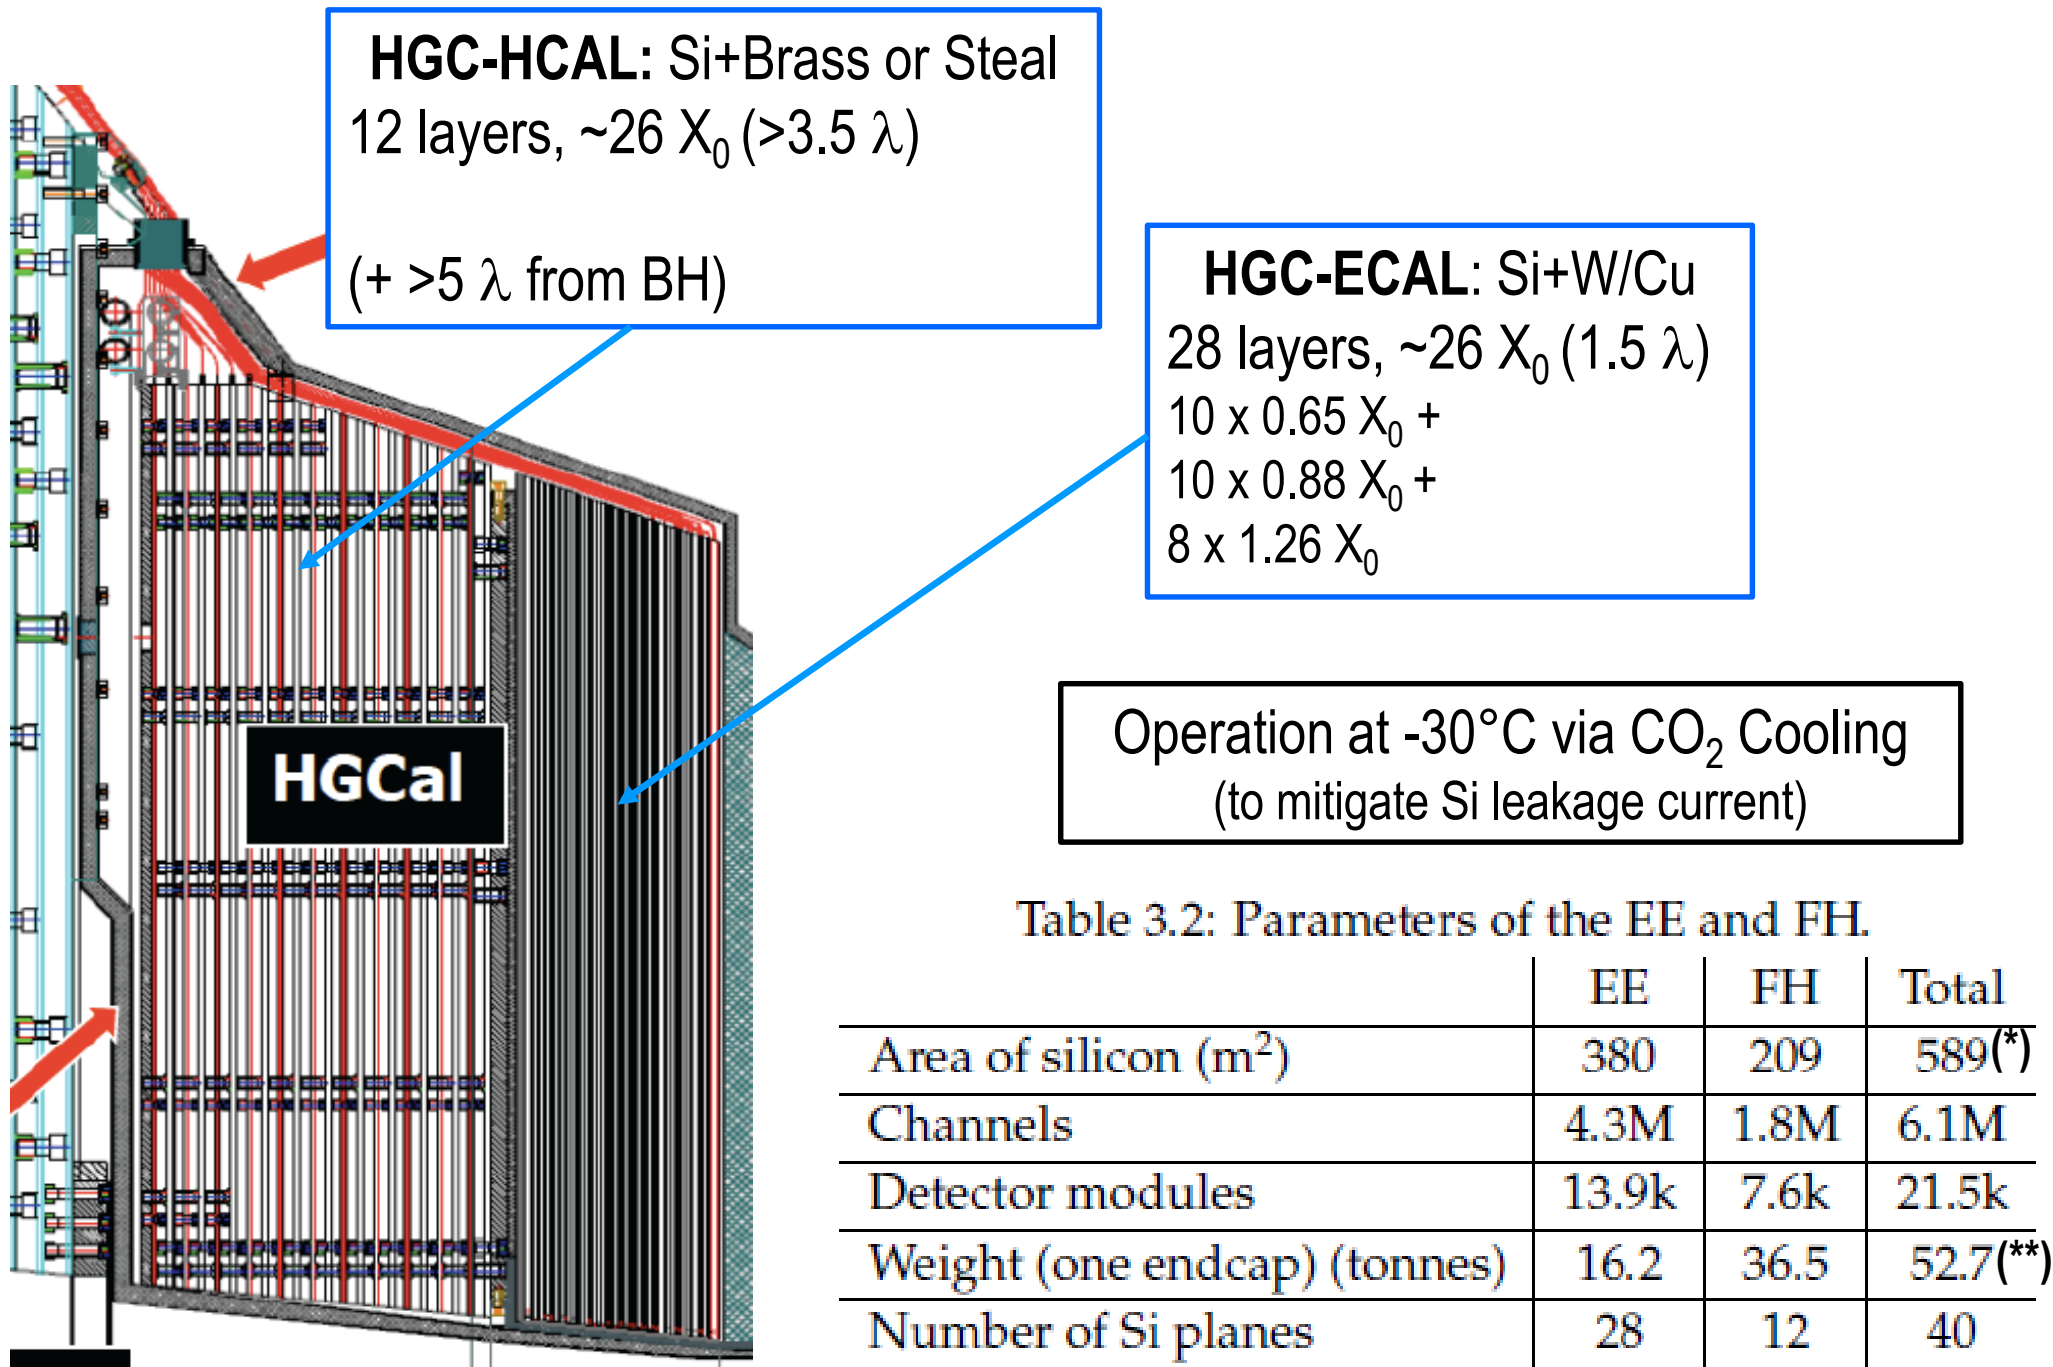 HGC-HCAL: Si+Brass or Steal
12 layers, ~26 X₀ (>3.5 λ)
(+ >5 λ from BH)
HGC-ECAL: Si+W/Cu
28 layers, ~26 X₀ (1.5 λ)
10 x 0.65 X₀ +
10 x 0.88 X₀ +
8 x 1.26 X₀
HGCal
Operation at -30°C via CO₂ Cooling
(to mitigate Si leakage current)
Table 3.2: Parameters of the EE and FH.
EE FH Total
Area of silicon (m²) 380 209 589(*)
Channels 4.3M 1.8M 6.1M
Detector modules 13.9k 7.6k 21.5k
Weight (one endcap) (tonnes) 16.2 36.5 52.7(**)
Number of Si planes 28 12 40